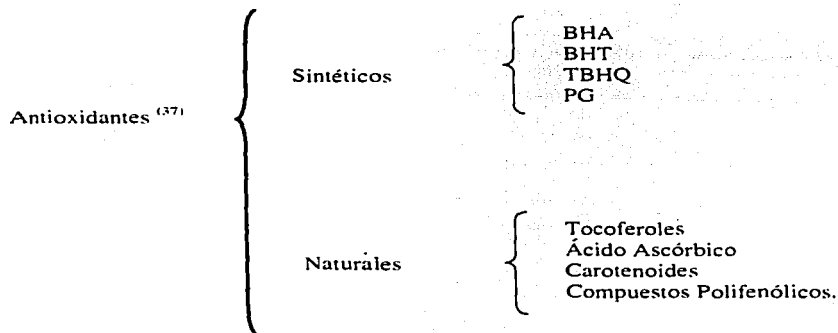 BHA
BHT
Sintéticos
TBHQ
PG
Antioxidantes (37)
Tocoferoles
Ácido Ascórbico
Naturales
Carotenoides
Compuestos Polifenólicos.